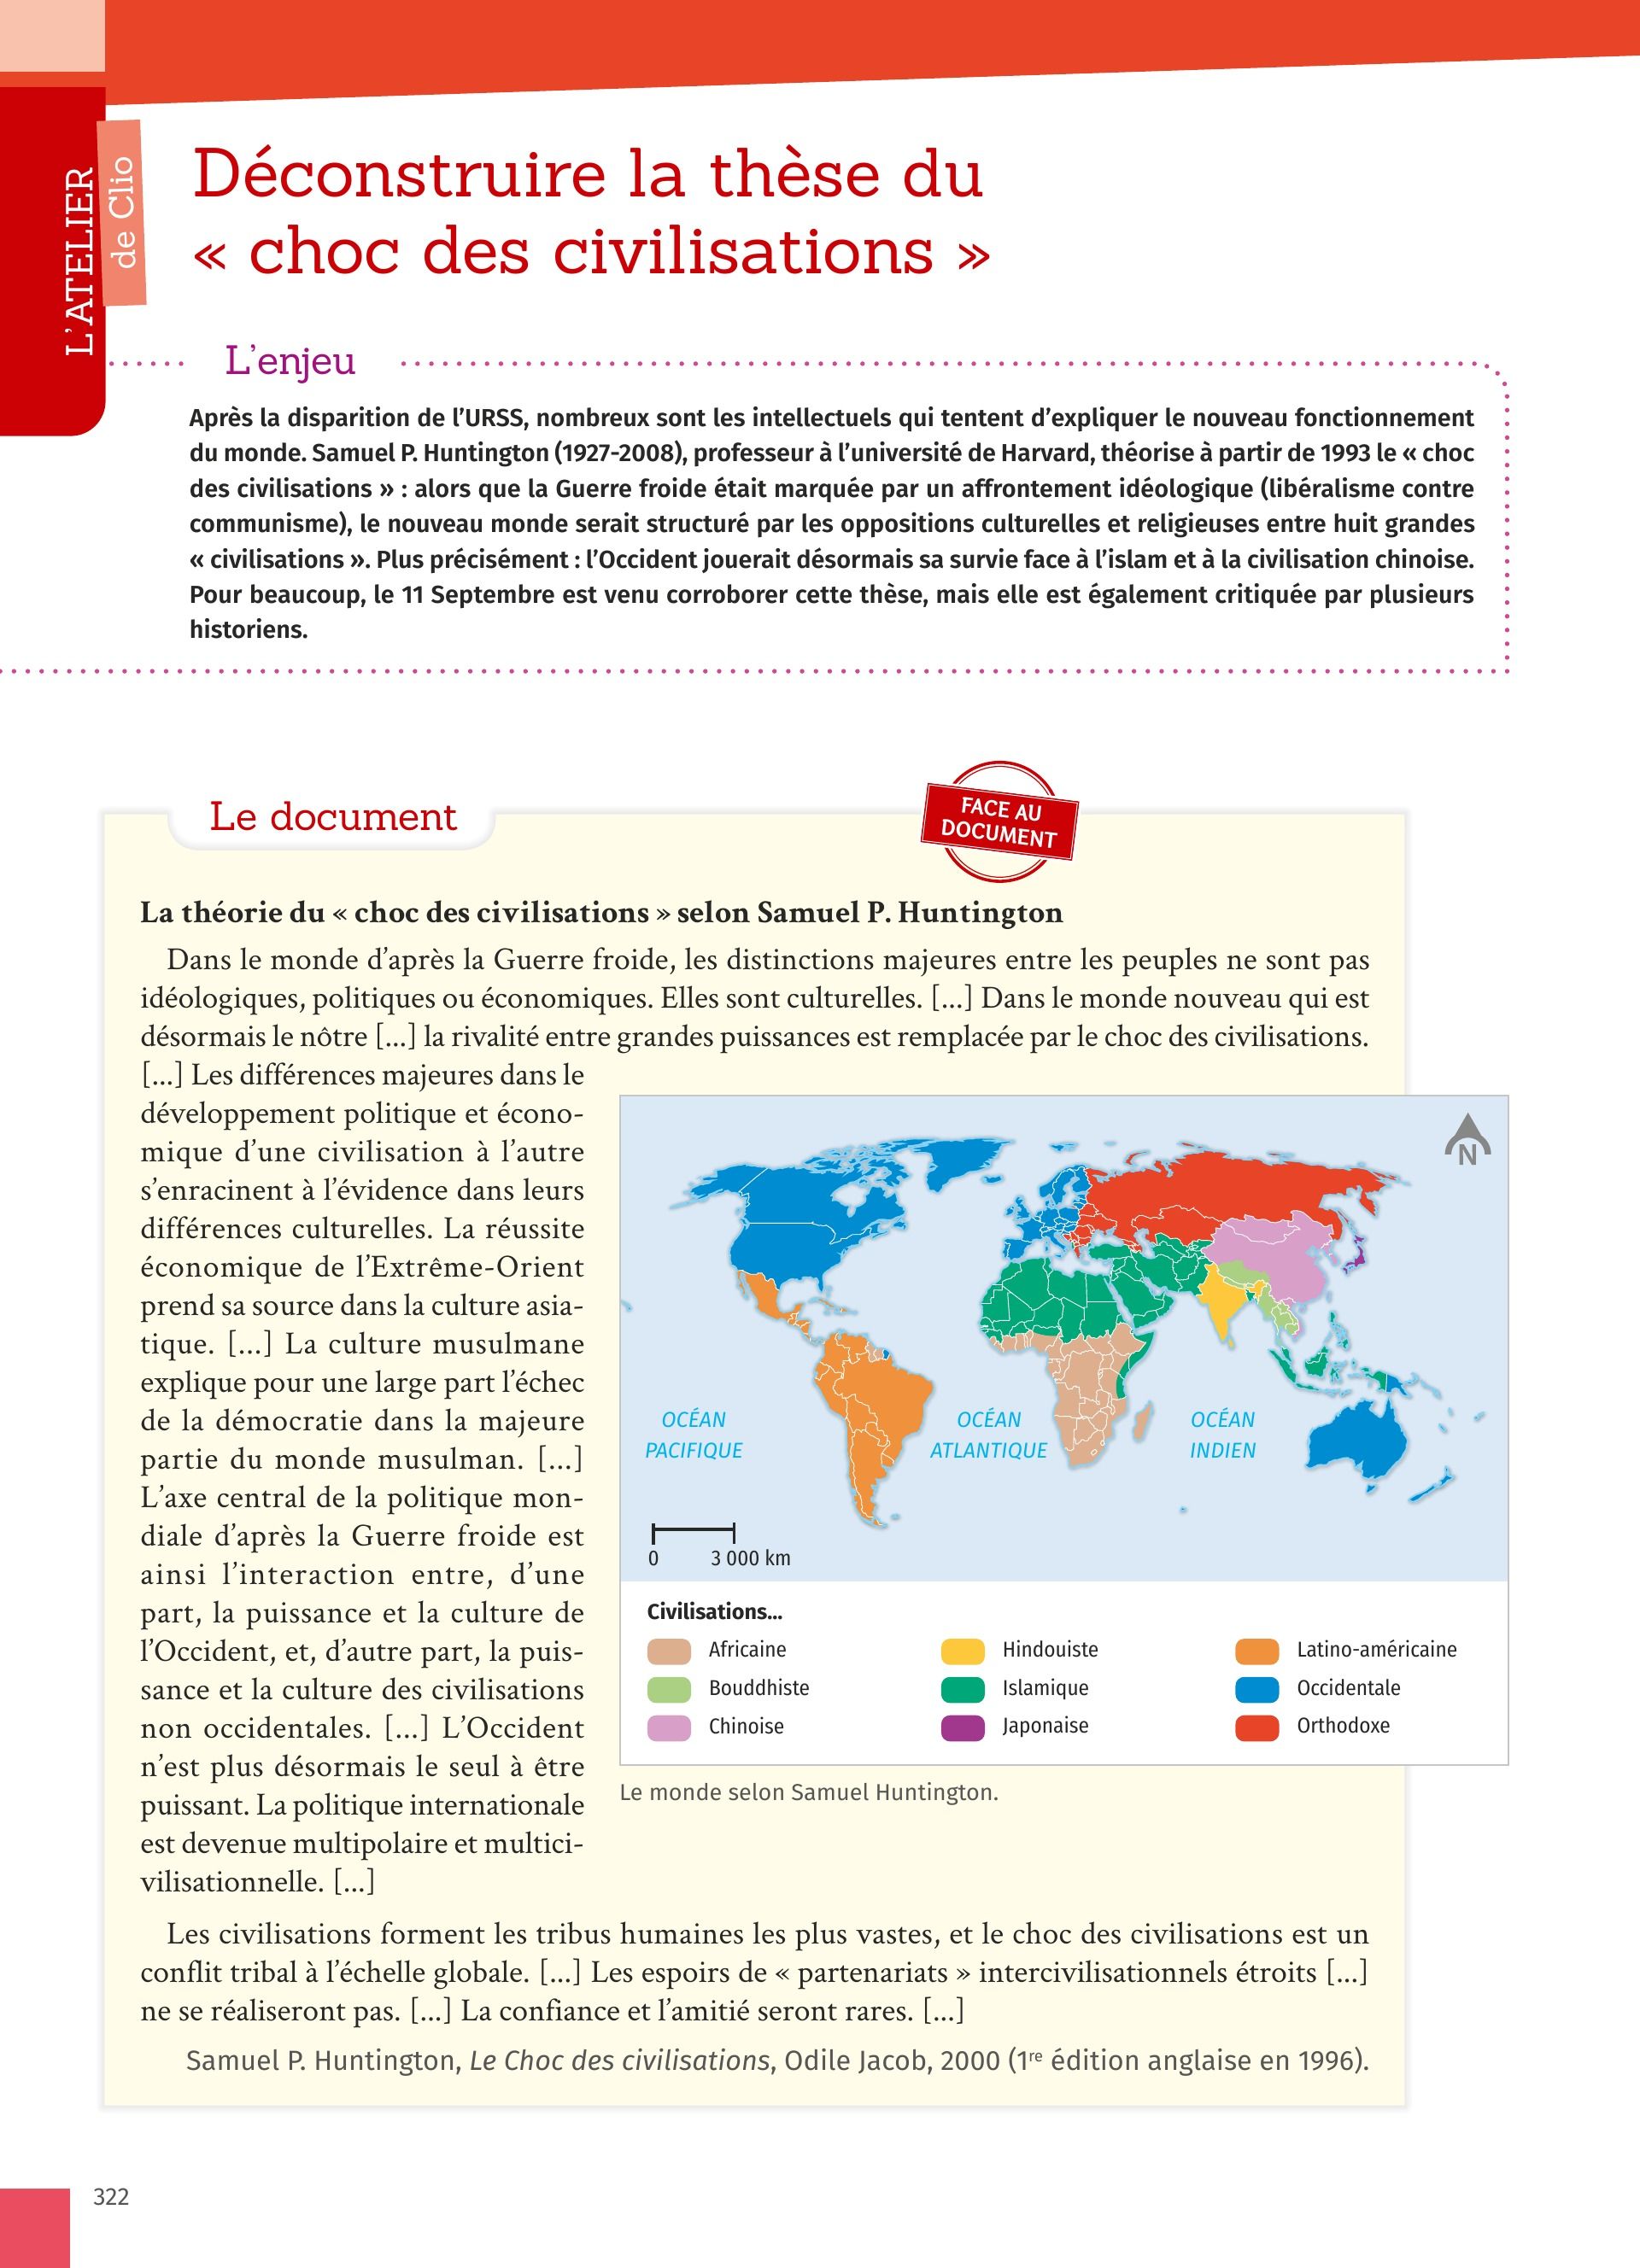 L'ATELIER
de Clio
Déconstruire la thèse du
« choc des civilisations »
L'enjeu
Après la disparition de l'URSS, nombreux sont les intellectuels qui tentent d'expliquer le nouveau fonctionnement
du monde. Samuel P. Huntington (1927-2008), professeur à l'université de Harvard, théorise à partir de 1993 le « choc
des civilisations » : alors que la Guerre froide était marquée par un affrontement idéologique (libéralisme contre
communisme), le nouveau monde serait structuré par les oppositions culturelles et religieuses entre huit grandes
« civilisations ». Plus précisément : l'Occident jouerait désormais sa survie face à l'islam et à la civilisation chinoise.
Pour beaucoup, le 11 Septembre est venu corroborer cette thèse, mais elle est également critiquée par plusieurs
historiens.
Le document
FACE AU
DOCUMENT
La théorie du « choc des civilisations » selon Samuel P. Huntington
Dans le monde d'après la Guerre froide, les distinctions majeures entre les peuples ne sont pas
idéologiques, politiques ou économiques. Elles sont culturelles. [...] Dans le monde nouveau qui est
désormais le nôtre [...] la rivalité entre grandes puissances est remplacée par le choc des civilisations.
[...] Les différences majeures dans le
développement politique et écono-
mique d'une civilisation à l'autre
s'enracinent à l'évidence dans leurs
différences culturelles. La réussite
économique de l'Extrême-Orient
prend sa source dans la culture asia-
tique. [...] La culture musulmane
explique pour une large part l'échec
de la démocratie dans la majeure
partie du monde musulman. [...]
L'axe central de la politique mon-
diale d'après la Guerre froide est
ainsi l'interaction entre, d'une
part, la puissance et la culture de
l'Occident, et, d'autre part, la puis-
sance et la culture des civilisations
non occidentales. [...] L'Occident
n'est plus désormais le seul à être
puissant. La politique internationale
est devenue multipolaire et multici-
vilisationnelle. [...]
N
OCÉAN
PACIFIQUE
OCÉAN
ATLANTIQUE
OCÉAN
INDIEN
0 3 000 km
Civilisations...
Africaine
Bouddhiste
Chinoise
Hindouiste
Islamique
Japonaise
Latino-américaine
Occidentale
Orthodoxe
Le monde selon Samuel Huntington.
Les civilisations forment les tribus humaines les plus vastes, et le choc des civilisations est un
conflit tribal à l'échelle globale. [...] Les espoirs de « partenariats » intercivilisationnels étroits [...]
ne se réaliseront pas. [...] La confiance et l'amitié seront rares. [...]
Samuel P. Huntington, Le Choc des civilisations, Odile Jacob, 2000 (1re édition anglaise en 1996).
322